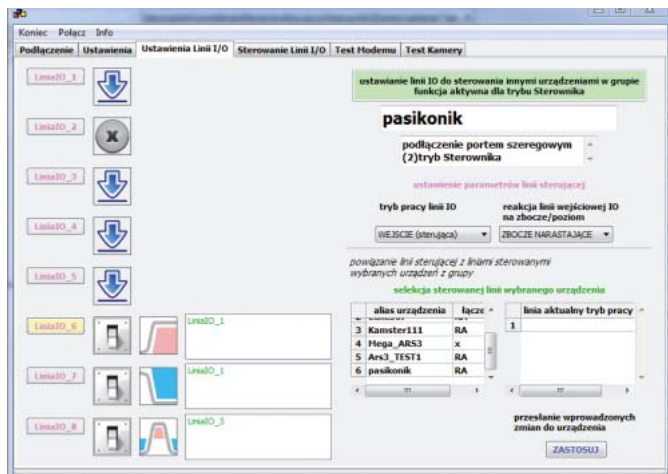 Koniec Połącz Info
Podłączenie Ustawienia Ustawienia Linii I/O Sterowanie Linii I/O Test Modemu Test Kamery
LiniaIO_1
LiniaIO_2
X
LiniaIO_3
LiniaIO_4
LiniaIO_5
LiniaIO_6
LiniaIO_1
LiniaIO_7
LiniaIO_1
LiniaIO_8
LiniaIO_3
ustawianie linii IO do sterowania innymi urządzeniami w grupie
funkcja aktywna dla trybu Sterownika
pasikonik
podłączenie portem szeregowym
(2)tryb Sterownika
ustawienie parametrów linii sterującej
tryb pracy linii IO
reakcja linii wejściowej IO
na zbocze/poziom
WEJSCIE (sterująca)
ZBOCZE NARASTAJĄCE
powiązanie linii sterującej z liniami sterowanymi
wybranych urządzeń z grupy
selekcja sterowanej linii wybranego urządzenia
alias urządzenia łącze
3 Kamster111 RA
4 Mega_ARS3 x
5 Ars3_TEST1 RA
6 pasikonik RA
linia aktualny tryb pracy
1
przesłanie wprowadzonych
zmian do urządzenia
ZASTOSUJ